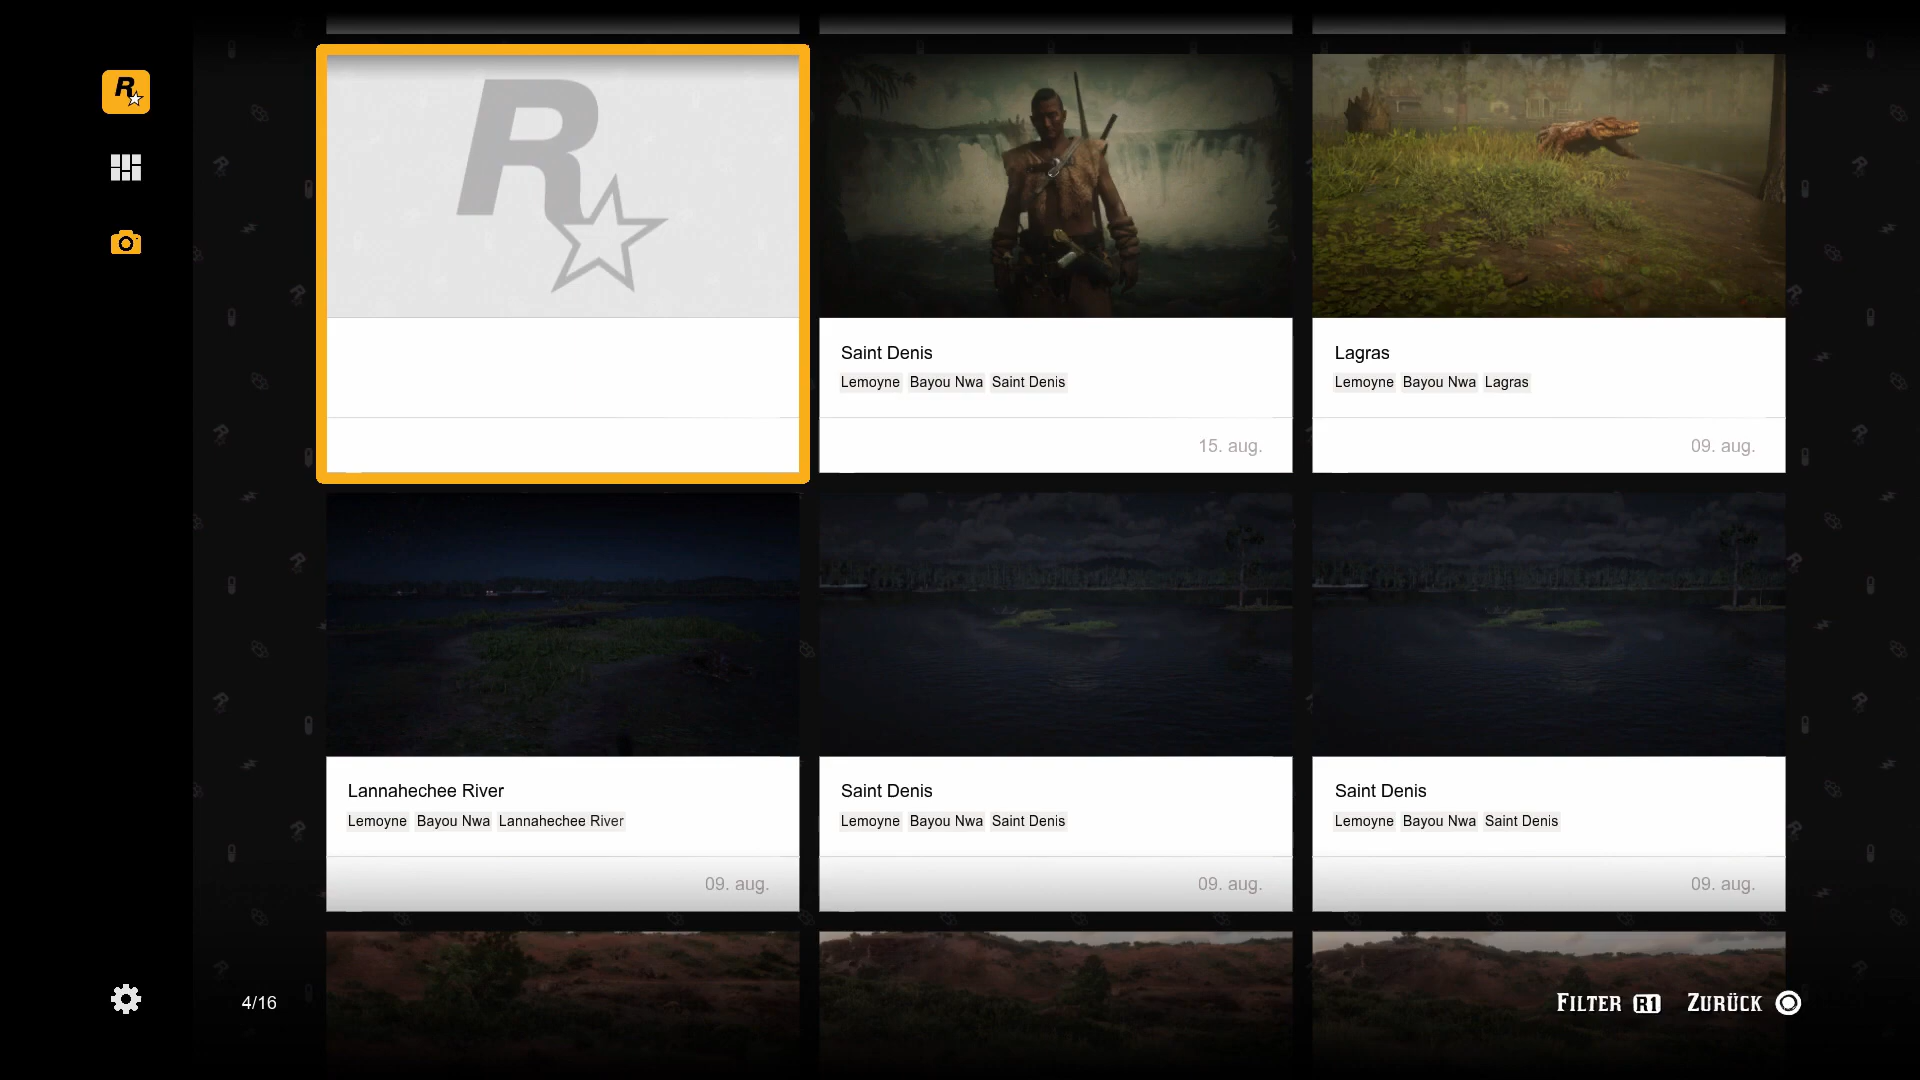 R
R
Saint Denis
Lemoyne Bayou Nwa Saint Denis
15. aug.
Lagras
Lemoyne Bayou Nwa Lagras
09. aug.
Lannahechee River
Lemoyne Bayou Nwa Lannahechee River
09. aug.
Saint Denis
Lemoyne Bayou Nwa Saint Denis
09. aug.
Saint Denis
Lemoyne Bayou Nwa Saint Denis
09. aug.
4/16
FILTER R1 ZURÜCK